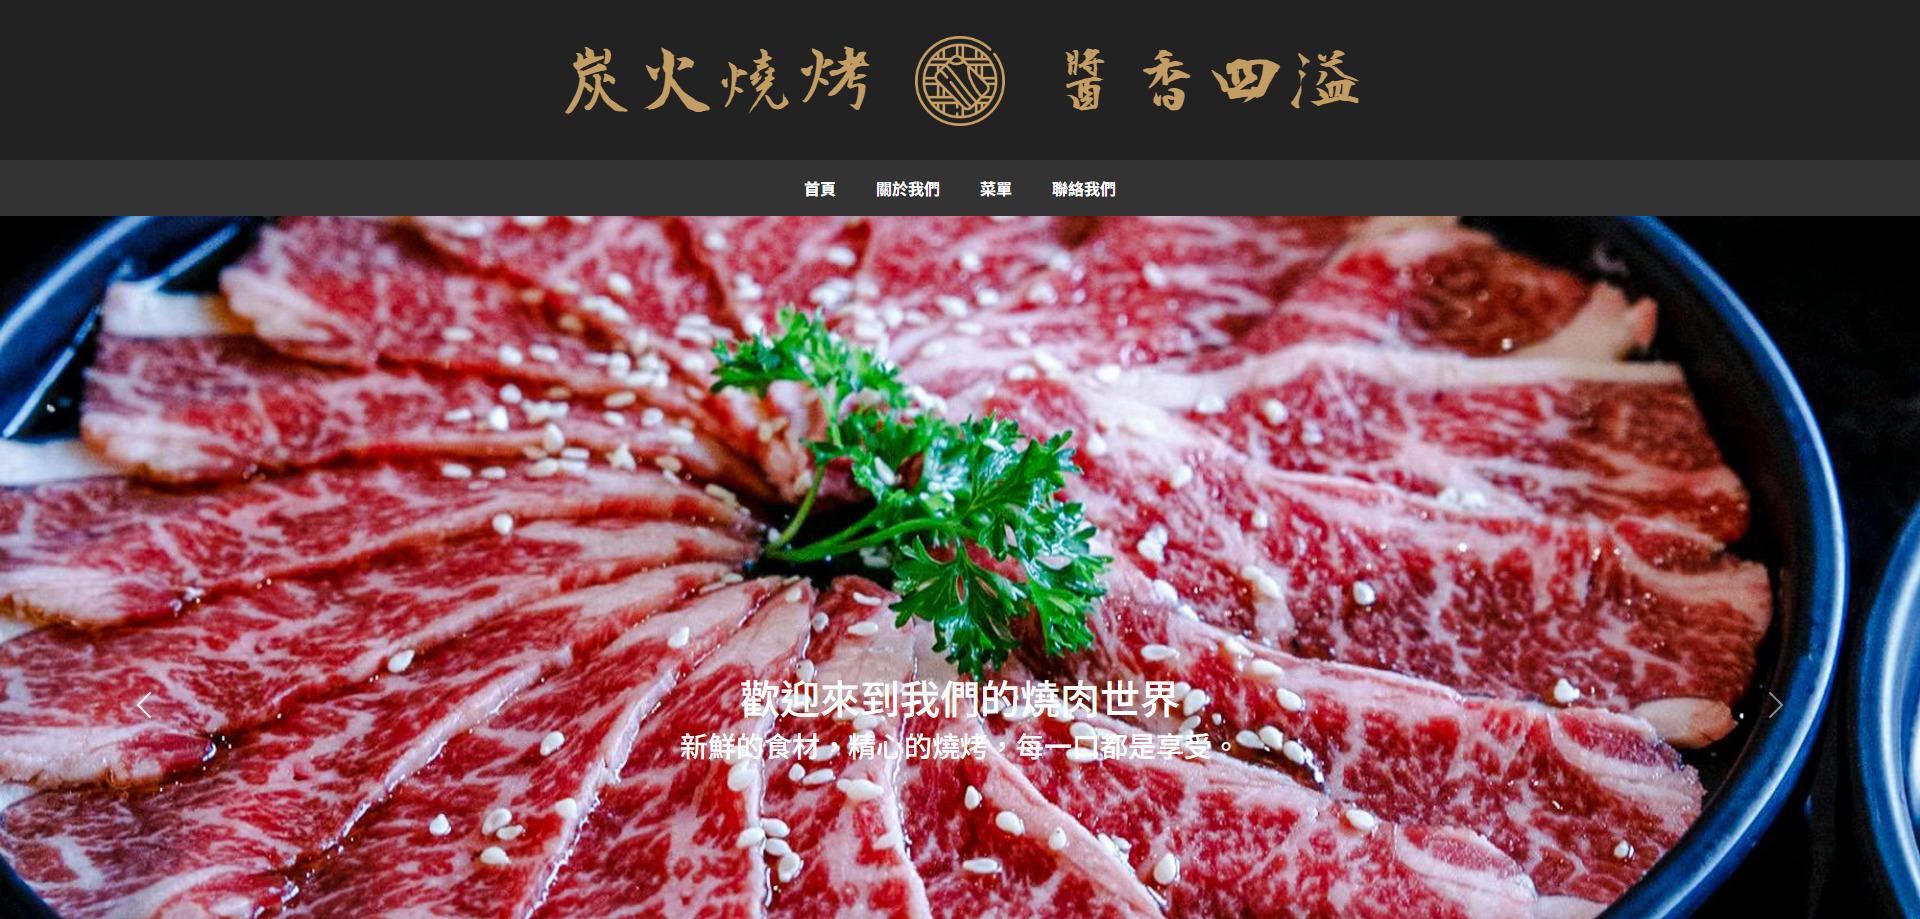 炭火燒烤 醬香四溢
首頁 關於我們 菜單 聯絡我們
歡迎來到我們的燒肉世界
新鮮的食材，精心的燒烤，每一口都是享受。